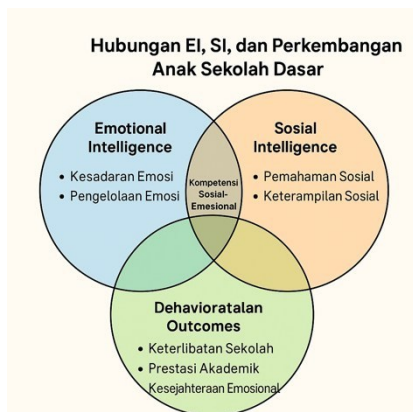 Hubungan EI, SI, dan Perkembangan
Anak Sekolah Dasar
Emotional
Intelligence
• Kesadaran Emosi
• Pengelolaan Emosi
Kompetensi
Sosial-
Emesional
Sosial
Intelligence
• Pemahaman Sosial
• Keterampilan Sosial
Dehavioratalan
Outcomes
• Keterlibatan Sekolah
• Prestasi Akademik
Kesejahteraan Emosional